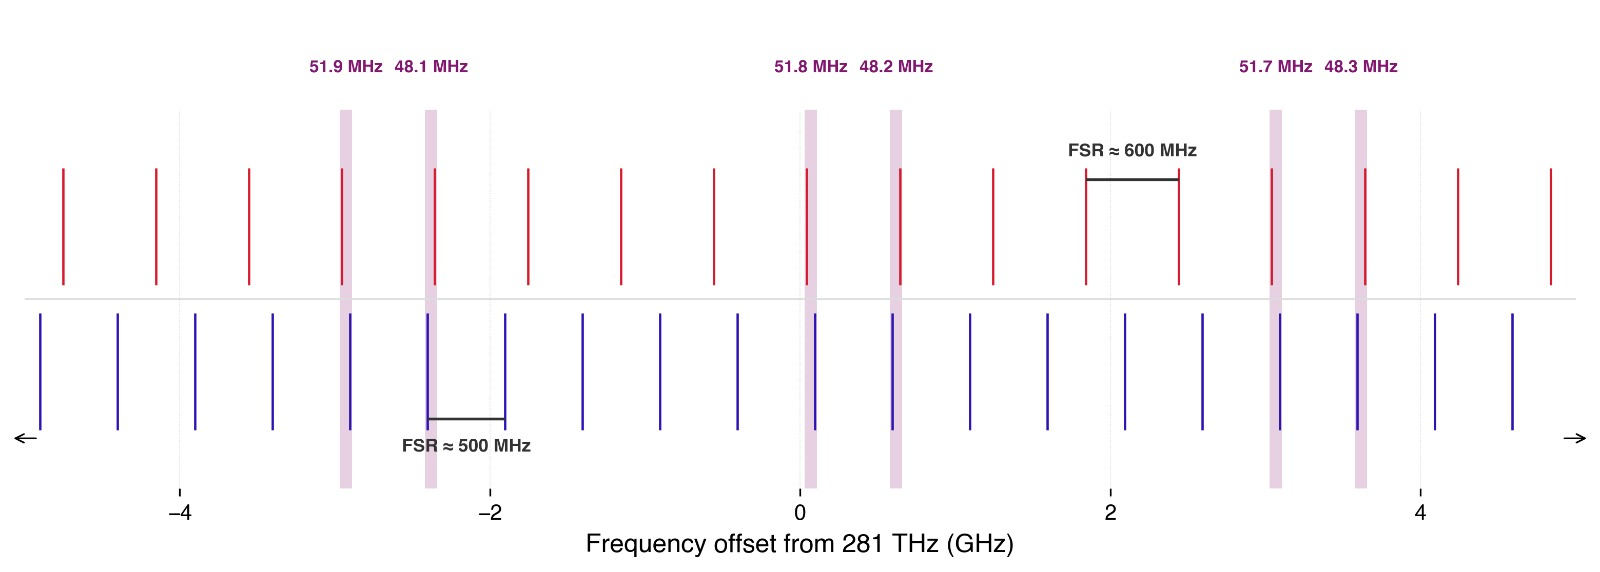 51.9 MHz 48.1 MHz 51.8 MHz 48.2 MHz 51.7 MHz 48.3 MHz
FSR ≈ 600 MHz
FSR ≈ 500 MHz
–4 –2 0 2 4
Frequency offset from 281 THz (GHz)